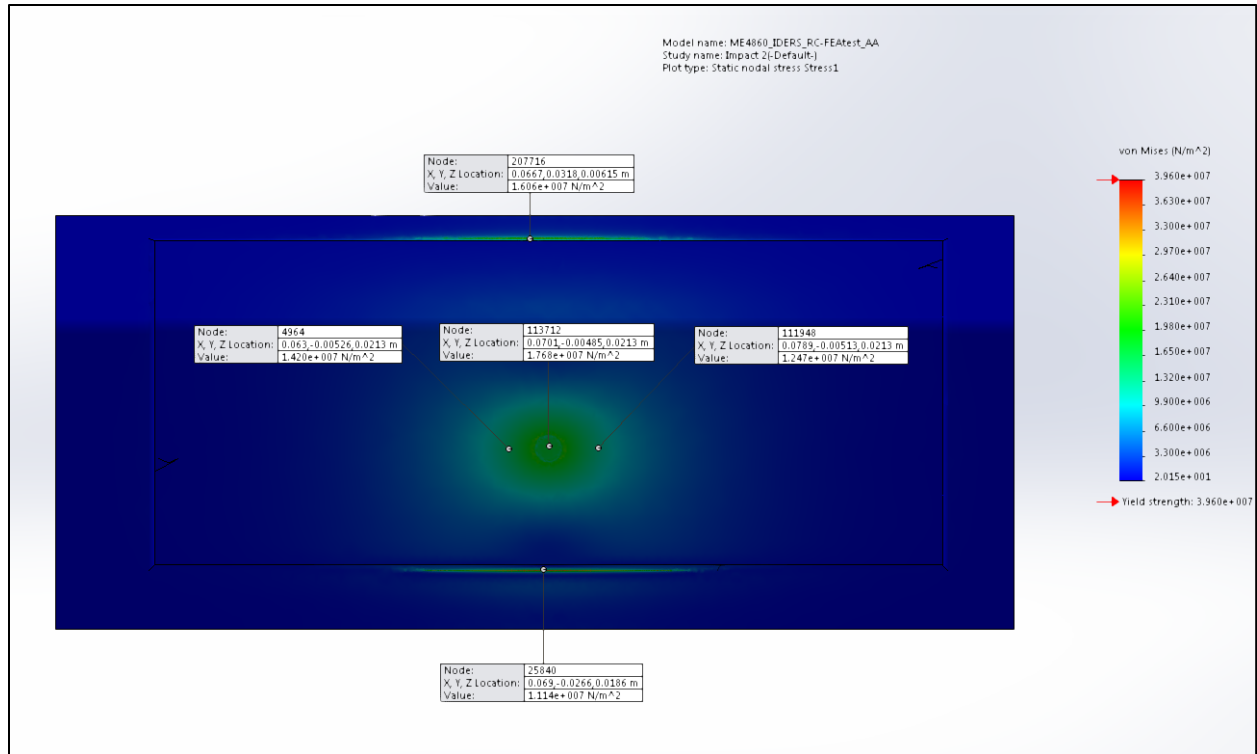 Model name: ME4860_IDERS_RC-FEAtest_AA
Study name: Impact 2(-Default-)
Plot type: Static nodal stress Stress1
von Mises (N/m^2)
3.960e+007
3.630e+007
3.300e+007
2.970e+007
2.640e+007
2.310e+007
1.980e+007
1.650e+007
1.320e+007
9.900e+006
6.600e+006
3.300e+006
2.015e+001
Yield strength: 3.960e+007
Node: 207716
X, Y, Z Location: 0.0667,0.0318,0.00615 m
Value: 1.606e+007 N/m^2
Node: 4964
X, Y, Z Location: 0.063,-0.00526,0.0213 m
Value: 1.420e+007 N/m^2
Node: 113712
X, Y, Z Location: 0.0701,-0.00485,0.0213 m
Value: 1.768e+007 N/m^2
Node: 111948
X, Y, Z Location: 0.0789,-0.00513,0.0213 m
Value: 1.247e+007 N/m^2
Node: 25840
X, Y, Z Location: 0.069,-0.0266,0.0186 m
Value: 1.114e+007 N/m^2